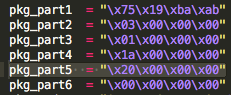 pkg_part1 = "\x75\x19\xba\xab"
pkg_part2 = "\x03\x00\x00\x00"
pkg_part3 = "\x01\x00\x00\x00"
pkg_part4 = "\x1a\x00\x00\x00"
pkg_part5 = "\x20\x00\x00\x00"
pkg_part6 = "\x00\x00\x00\x00"